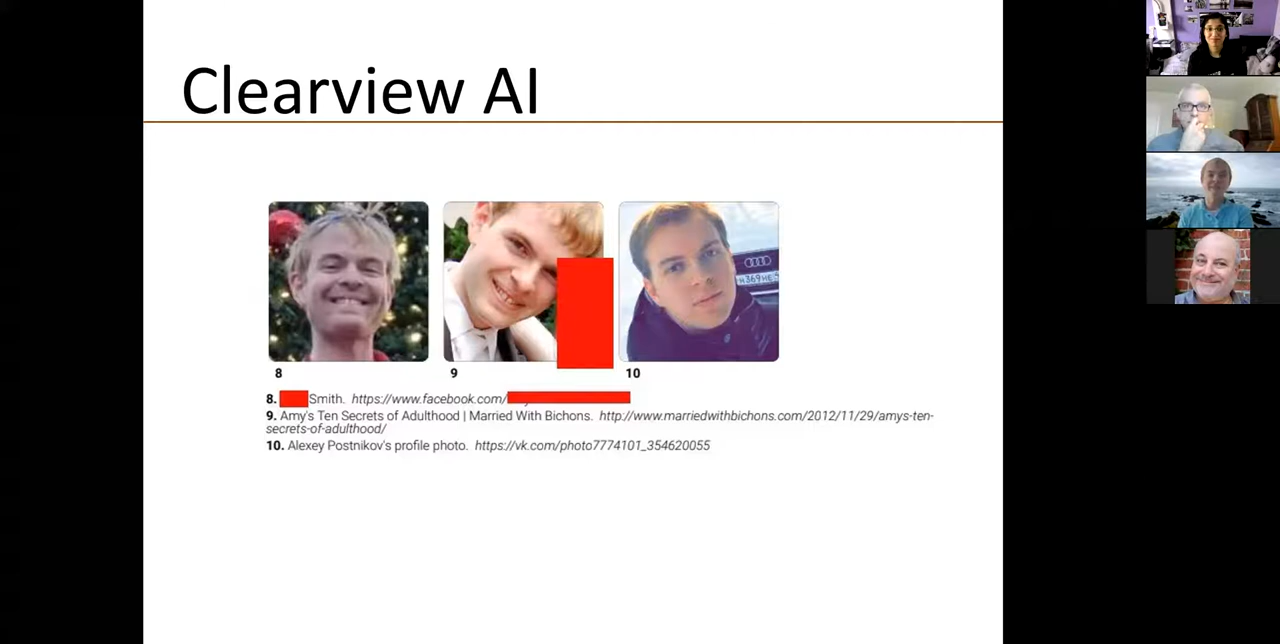 Clearview AI
8
9
10
8. Smith. https://www.facebook.com/
9. Amy's Ten Secrets of Adulthood | Married With Bichons. http://www.marriedwithbichons.com/2012/11/29/amys-ten-
secrets-of-adulthood/
10. Alexey Postnikov's profile photo. https://vk.com/photo7774101_354620055